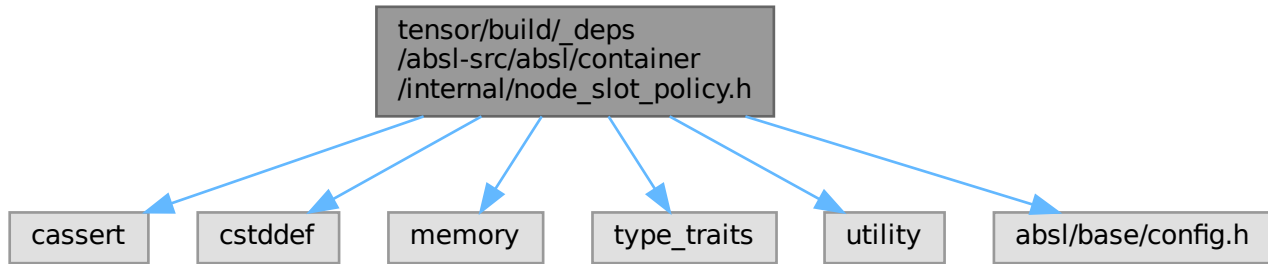 tensor/build/_deps
/absl-src/absl/container
/internal/node_slot_policy.h
cassert
cstddef
memory
type_traits
utility
absl/base/config.h